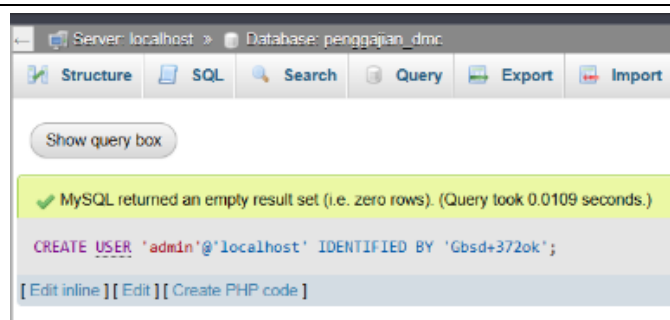 Server: localhost » Database: penggajian_dmc
Structure SQL Search Query Export Import
Show query box
MySQL returned an empty result set (i.e. zero rows). (Query took 0.0109 seconds.)
CREATE USER 'admin'@'localhost' IDENTIFIED BY 'Gbsd+372ok';
[ Edit inline ] [ Edit ] [ Create PHP code ]